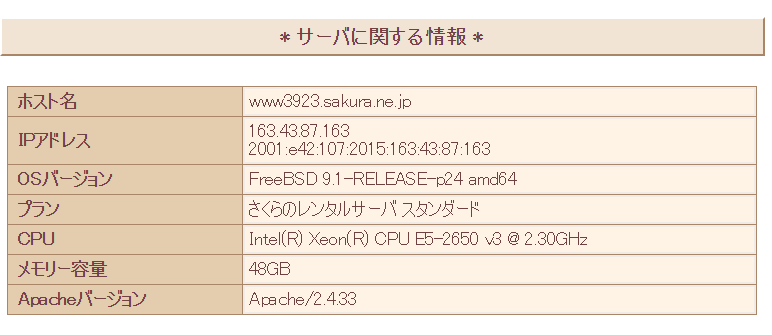 * サーバに関する情報 *
ホスト名 www3923.sakura.ne.jp
IPアドレス 163.43.87.163
2001:e42:107:2015:163:43:87:163
OSバージョン FreeBSD 9.1-RELEASE-p24 amd64
プラン さくらのレンタルサーバ スタンダード
CPU Intel(R) Xeon(R) CPU E5-2650 v3 @ 2.30GHz
メモリー容量 48GB
Apacheバージョン Apache/2.4.33